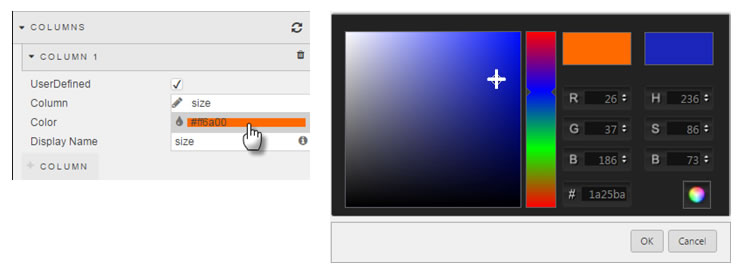 COLUMNS
COLUMN 1
UserDefined
Column size
Color #ff6a00
Display Name size
+ COLUMN
R 26 H 236
G 37 S 86
B 186 B 73
# 1a25ba
OK Cancel